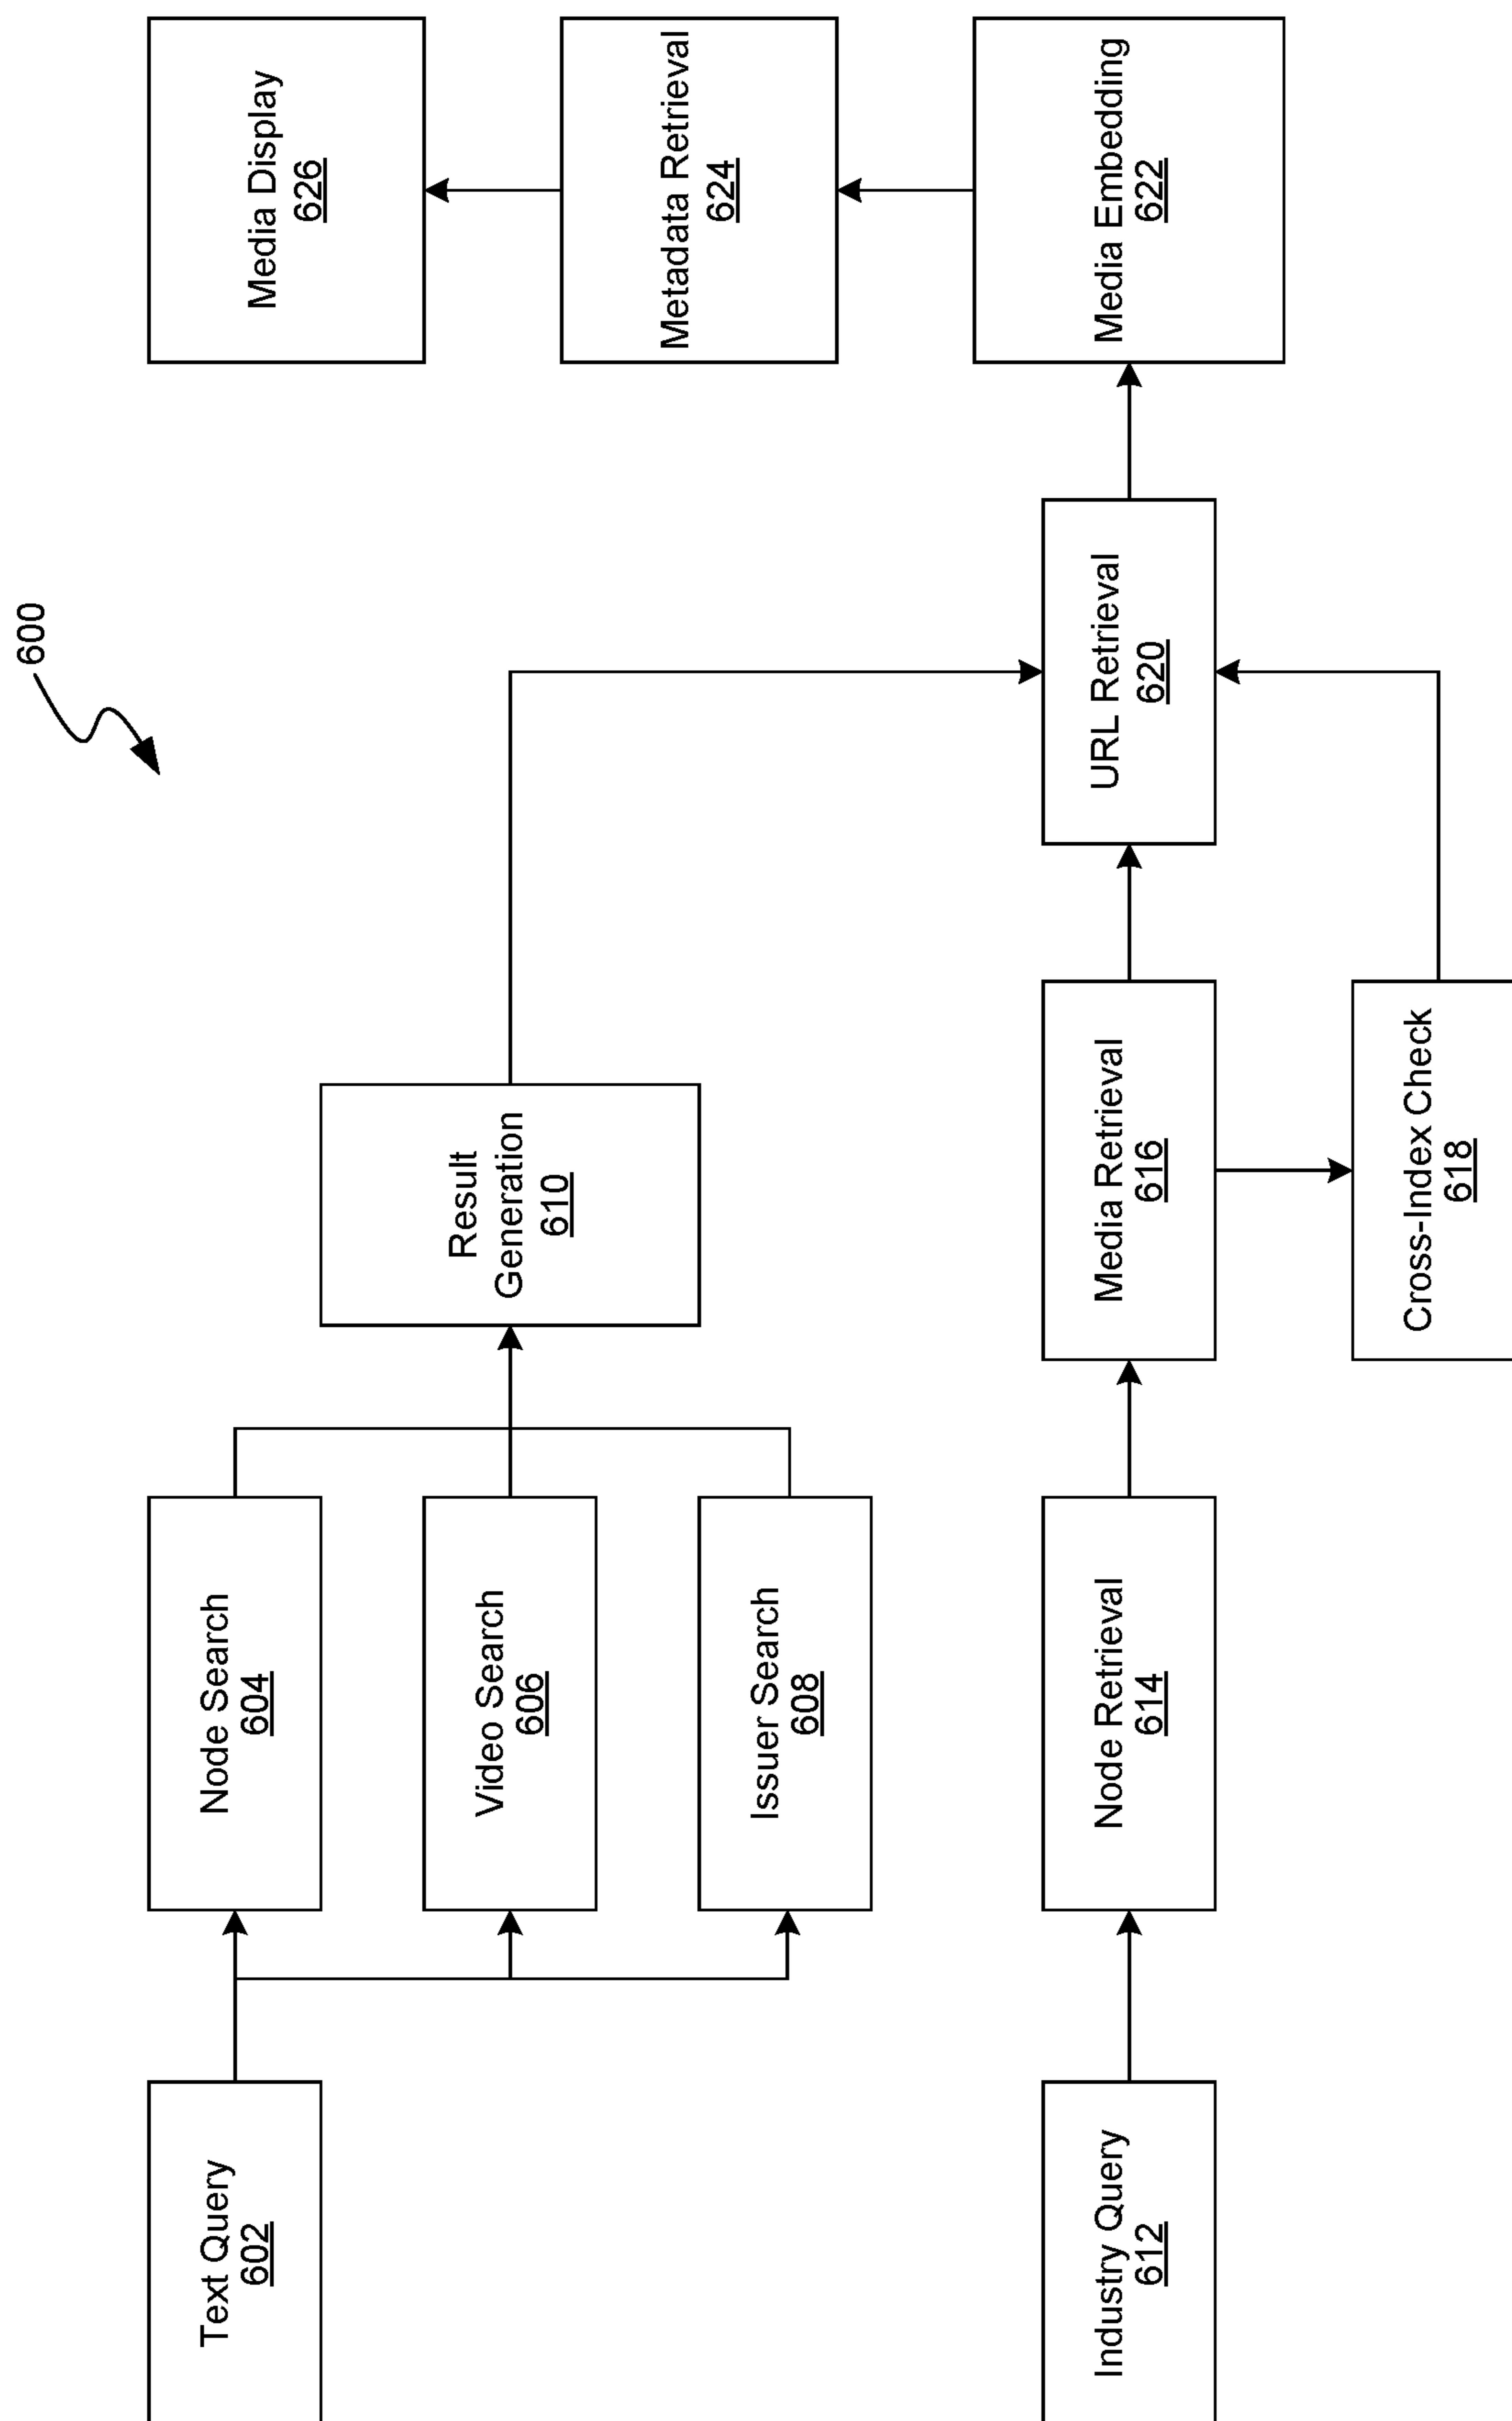 600
Text Query
602
Node Search
604
Video Search
606
Issuer Search
608
Result
Generation
610
Industry Query
612
Node Retrieval
614
Media Retrieval
616
Cross-Index Check
618
URL Retrieval
620
Media Embedding
622
Metadata Retrieval
624
Media Display
626